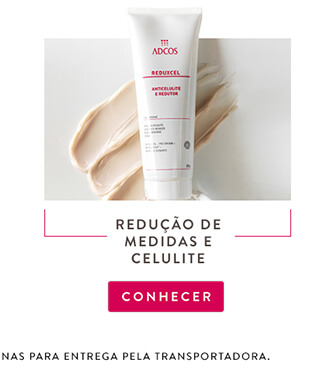 ADCOS
REDUXCEL
ANTICELULITE
E REDUTOR
REDUÇÃO DE
MEDIDAS E
CELULITE
CONHECER
NAS PARA ENTREGA PELA TRANSPORTADORA.